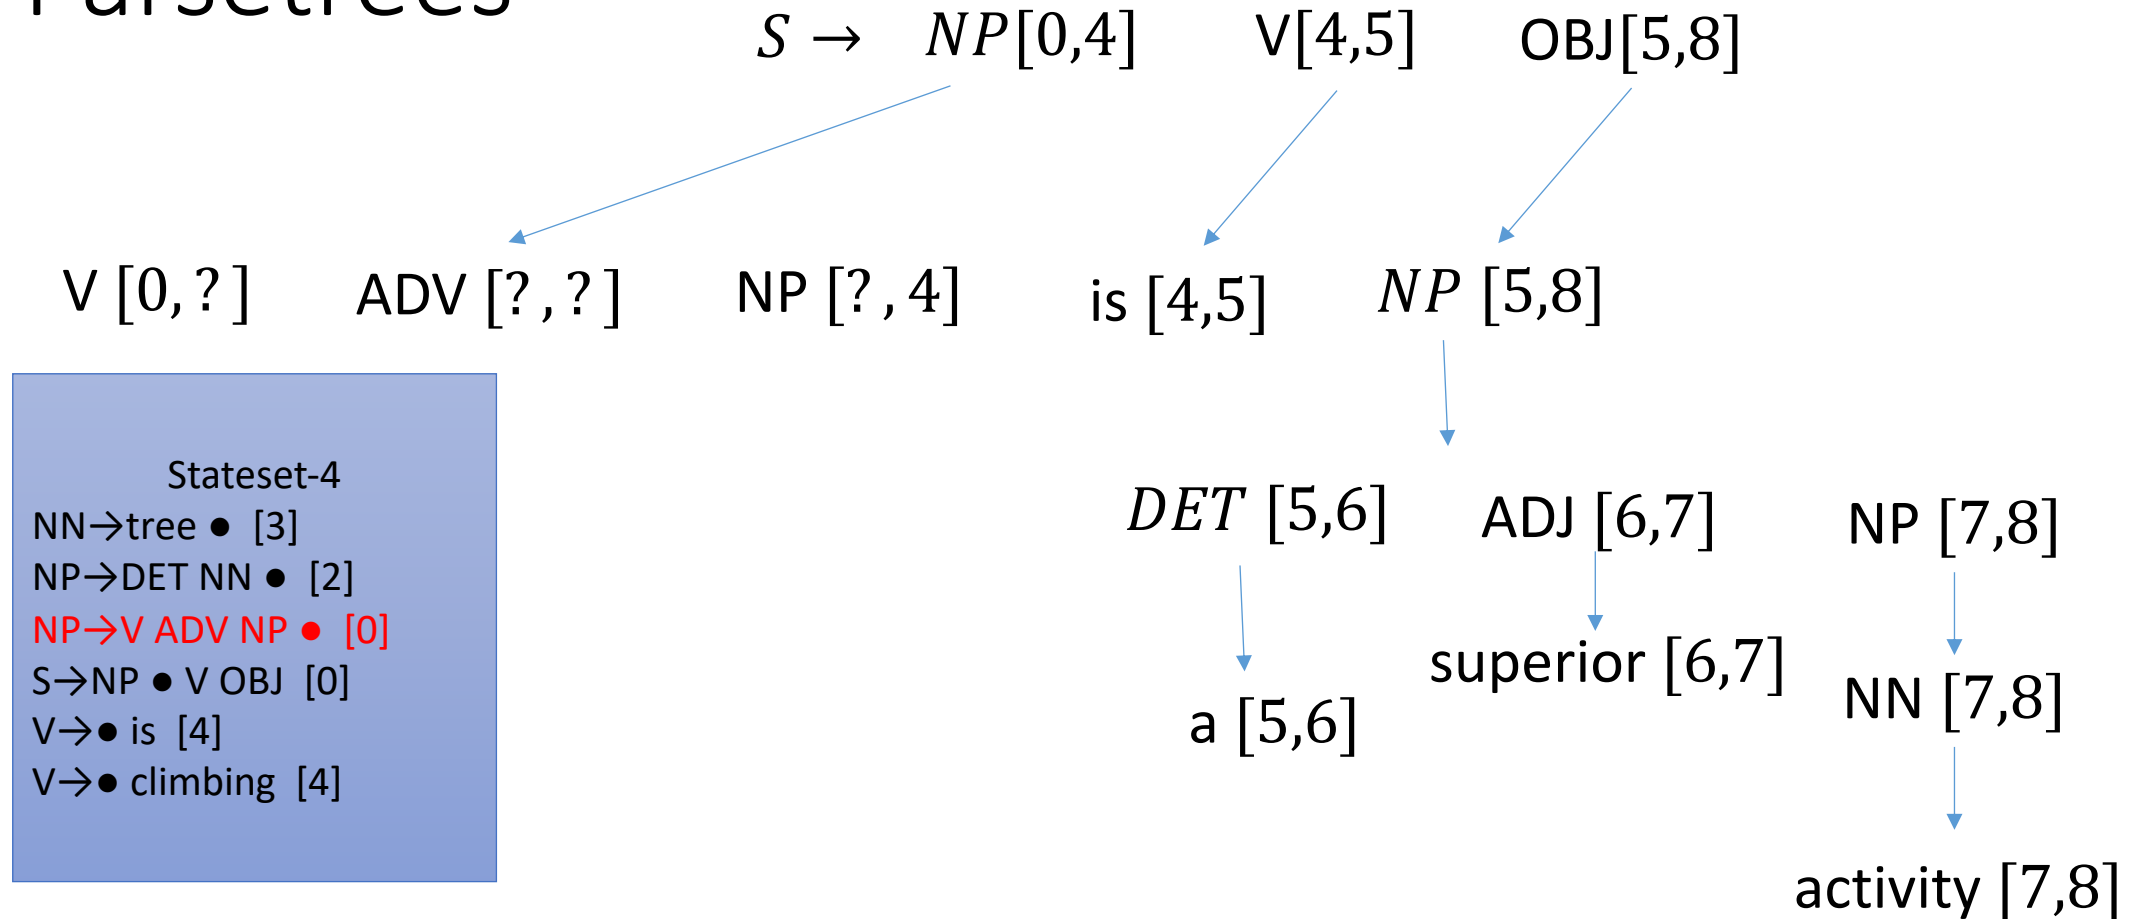 Parsetrees
S → NP[0,4] V[4,5] OBJ[5,8]
V [0, ? ] ADV [? , ? ] NP [? , 4] is [4,5] NP [5,8]
Stateset-4
NN→tree ● [3]
NP→DET NN ● [2]
NP→V ADV NP ● [0]
S→NP ● V OBJ [0]
V→● is [4]
V→● climbing [4]
DET [5,6] ADJ [6,7] NP [7,8]
a [5,6] superior [6,7] NN [7,8]
activity [7,8]